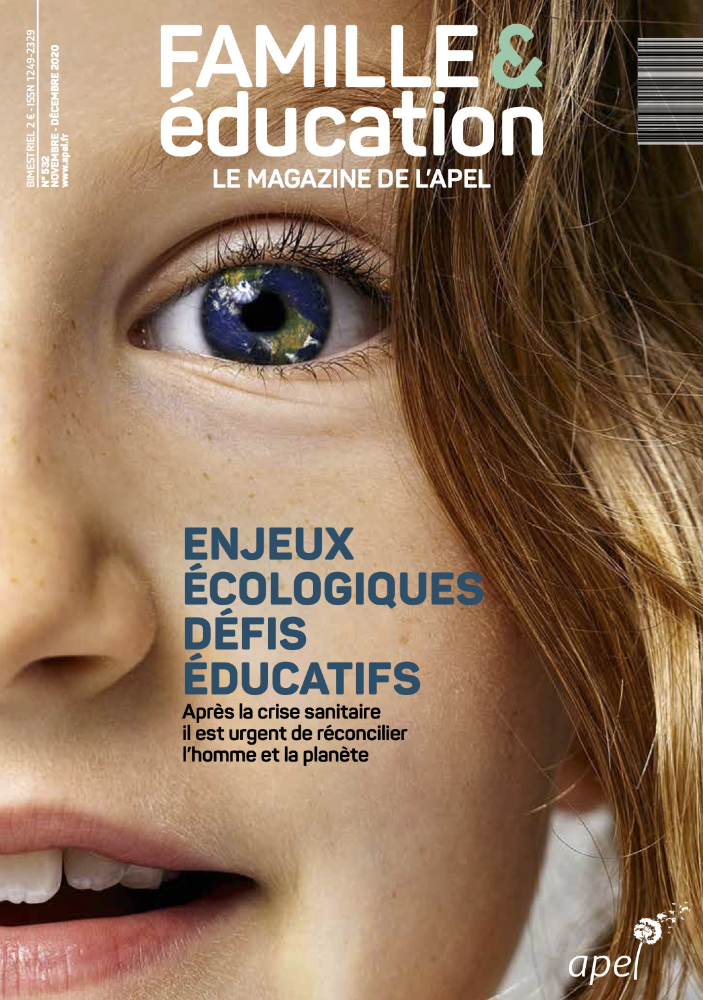 BIMESTRIEL 2 € - ISSN 1249-2329
N° 532
NOVEMBRE - DÉCEMBRE 2020
www.apel.fr
FAMILLE &
éducation
LE MAGAZINE DE L'APEL
ENJEUX
ÉCOLOGIQUES
DÉFIS
ÉDUCATIFS
Après la crise sanitaire
il est urgent de réconcilier
l'homme et la planète
apel